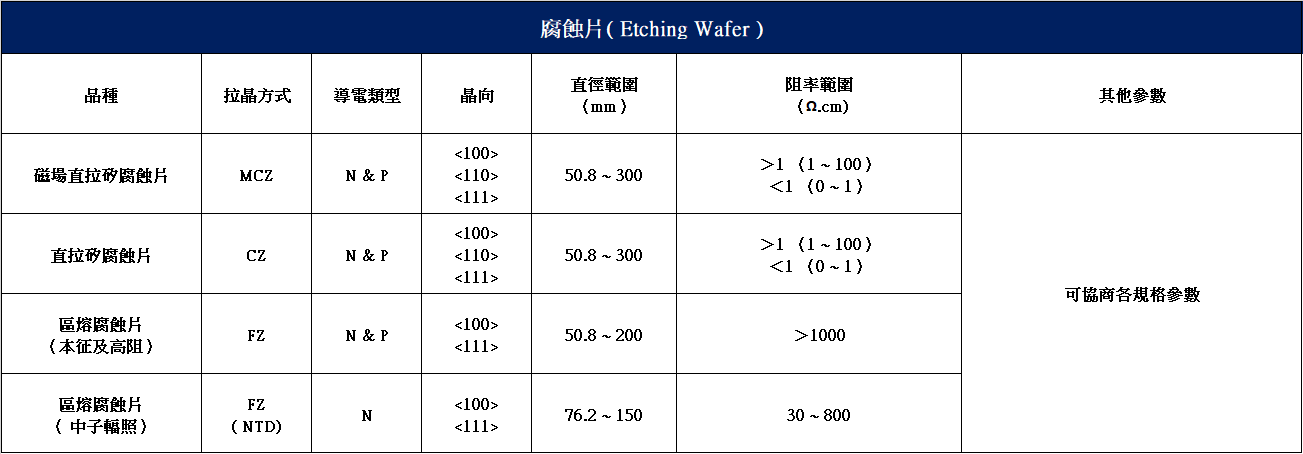 腐蝕片( Etching Wafer )
品種
拉晶方式
導電類型
晶向
直徑範圍
（mm）
阻率範圍
（Ω.cm)
其他參數
磁場直拉矽腐蝕片
MCZ
N & P
<100>
<110>
<111>
50.8 ~ 300
＞1（1 ~ 100）
＜1（0 ~ 1）
直拉矽腐蝕片
CZ
N & P
<100>
<110>
<111>
50.8 ~ 300
＞1（1 ~ 100）
＜1（0 ~ 1）
區熔腐蝕片
（本征及高阻）
FZ
N & P
<100>
<111>
50.8 ~ 200
＞1000
區熔腐蝕片
（ 中子輻照）
FZ
( NTD)
N
<100>
<111>
76.2 ~ 150
30 ~ 800
可協商各規格參數